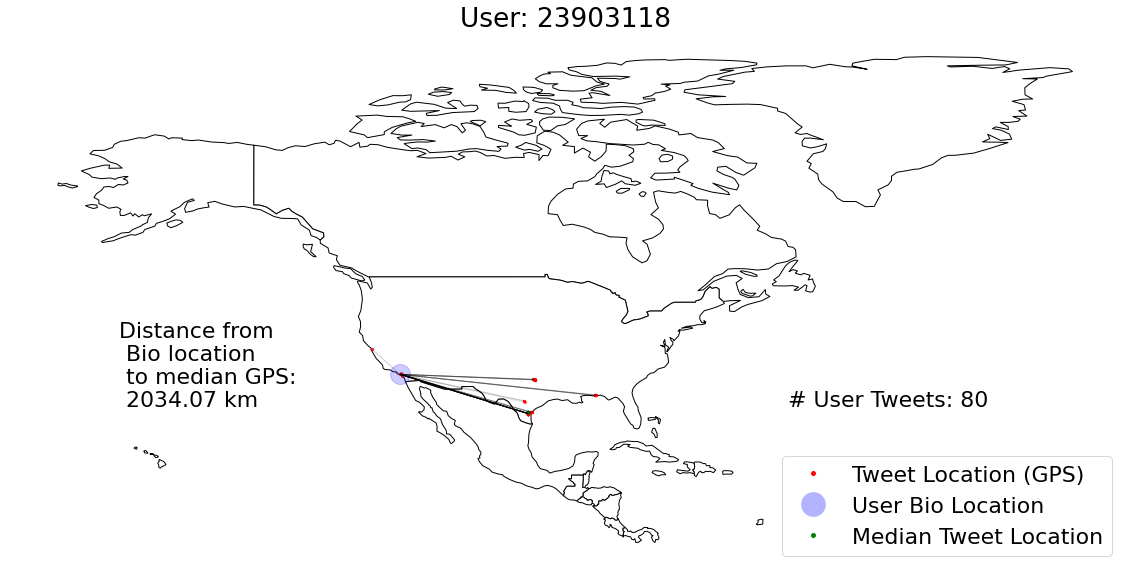 User: 23903118
Distance from
Bio location
to median GPS:
2034.07 km
# User Tweets: 80
Tweet Location (GPS)
User Bio Location
Median Tweet Location